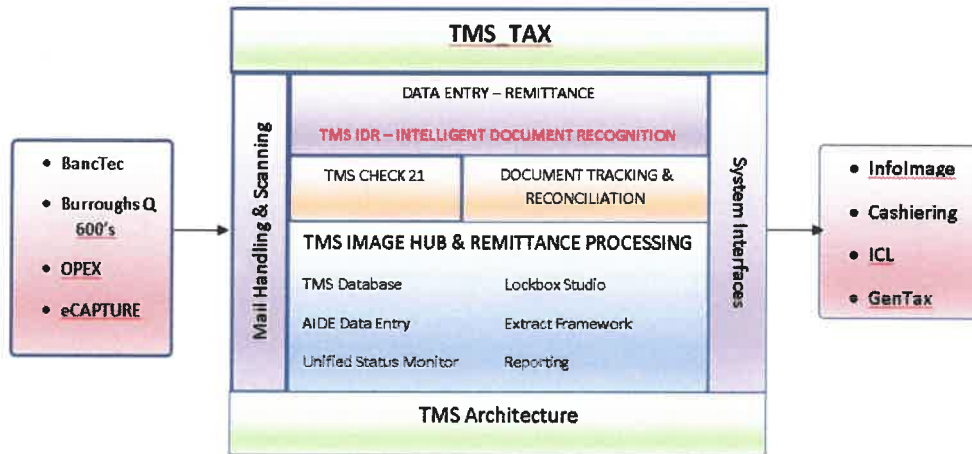 TMS_TAX
BancTec
Burroughs Q
600's
OPEX
eCAPTURE
Mail Handling & Scanning
DATA ENTRY – REMITTANCE
TMS IDR – INTELLIGENT DOCUMENT RECOGNITION
TMS CHECK 21
DOCUMENT TRACKING &
RECONCILIATION
TMS IMAGE HUB & REMITTANCE PROCESSING
TMS Database
Lockbox Studio
AIDE Data Entry
Extract Framework
Unified Status Monitor
Reporting
System Interfaces
InfoImage
Cashiering
ICL
GenTax
TMS Architecture